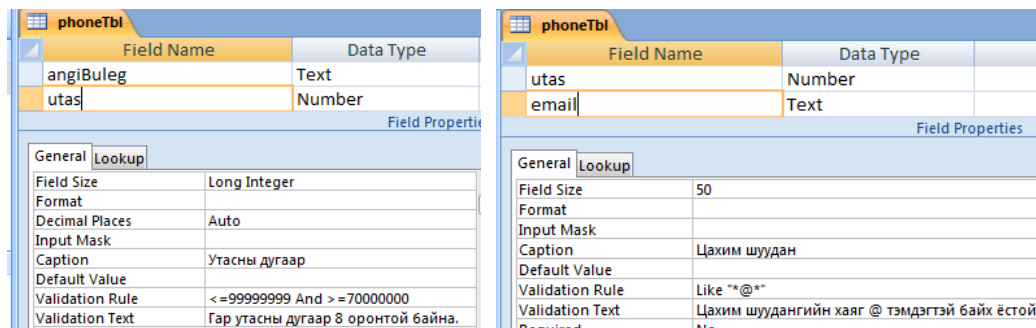 phoneTbl
Field Name Data Type
angiBuleg Text
utas Number
Field Propertie
General Lookup
Field Size Long Integer
Format
Decimal Places Auto
Input Mask
Caption Утасны дугаар
Default Value
Validation Rule <=99999999 And >=70000000
Validation Text Гар утасны дугаар 8 оронтой байна.
phoneTbl
Field Name Data Type
utas Number
email Text
Field Properties
General Lookup
Field Size 50
Format
Input Mask
Caption Цахим шуудан
Default Value
Validation Rule Like "*@*"
Validation Text Цахим шуудангийн хаяг @ тэмдэгтэй байх ёстой